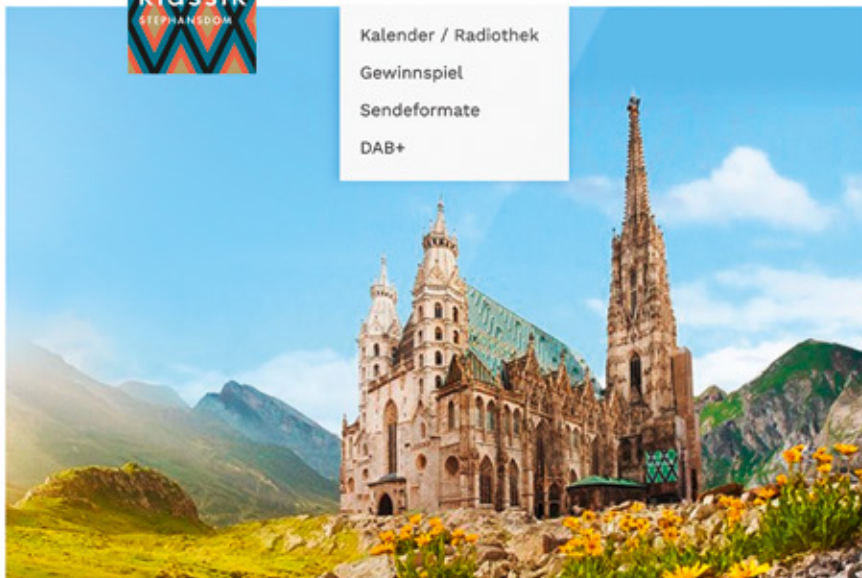 klassik
STEPHANSDOM
Kalender / Radiothek
Gewinnspiel
Sendeformate
DAB+